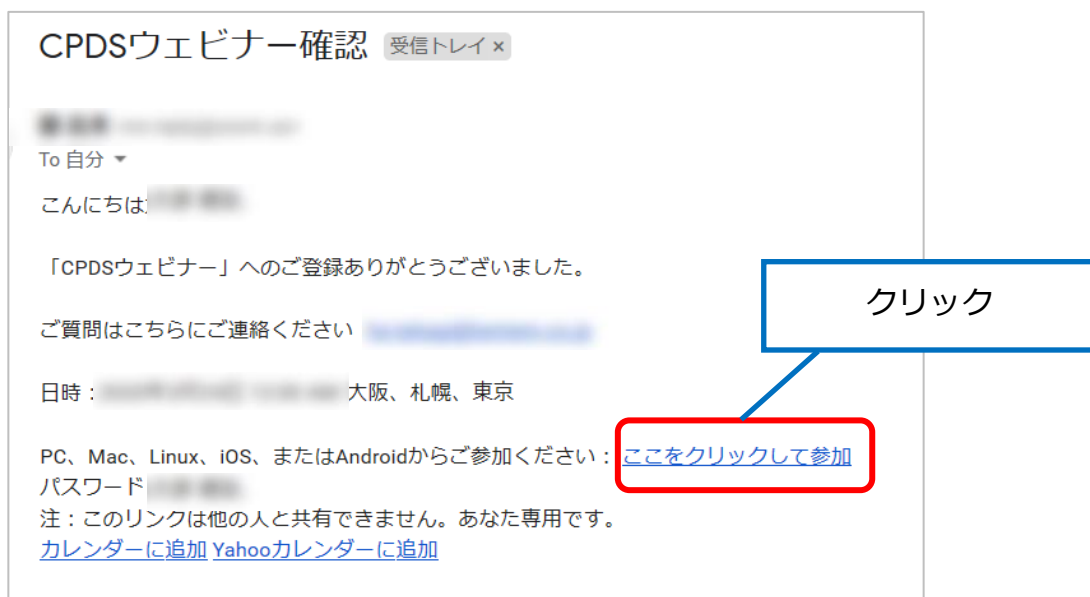 CPDSウェビナー確認 受信トレイ ×
To 自分
こんにちは
「CPDSウェビナー」へのご登録ありがとうございました。
クリック
ご質問はこちらにご連絡ください
日時： 大阪、札幌、東京
PC、Mac、Linux、iOS、またはAndroidからご参加ください： ここをクリックして参加
パスワード
注：このリンクは他の人と共有できません。あなた専用です。
カレンダーに追加 Yahooカレンダーに追加